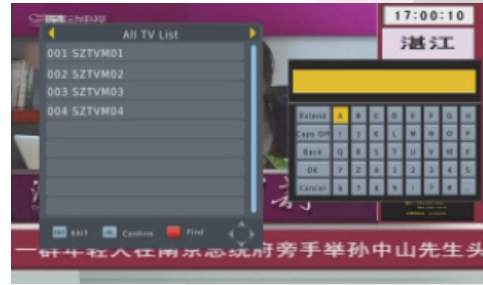 17:00:10
湛江
All TV List
001 SZTVM01
002 SZTVM02
003 SZTVM03
004 SZTVM04
EXIT Confirm Find
Extend A B C D E F G H
Caps Off I J K L M N O P
Back Q R S T U V W X
OK Y Z 0 1 2 3 4 5
Cancel 6 7 8 9
一群年轻人在南京总统府旁手举孙中山先生头